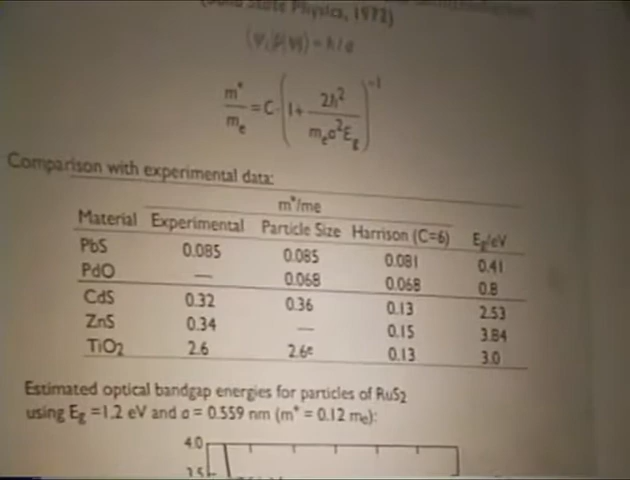 (Solid State Physics, 1972)
m*/me = C·(1+ 2ħ²/mea²Eg)⁻¹
Comparison with experimental data:
m*/me
Material Experimental Particle Size Harrison (C=6) Eg/eV
PbS 0.085 0.085 0.081 0.41
PdO — 0.068 0.068 0.8
CdS 0.32 0.36 0.13 2.53
ZnS 0.34 — 0.15 3.84
TiO2 2.6 2.6e 0.13 3.0
Estimated optical bandgap energies for particles of RuS2
using Eg =1.2 eV and a = 0.559 nm (m* = 0.12 me):
4.0